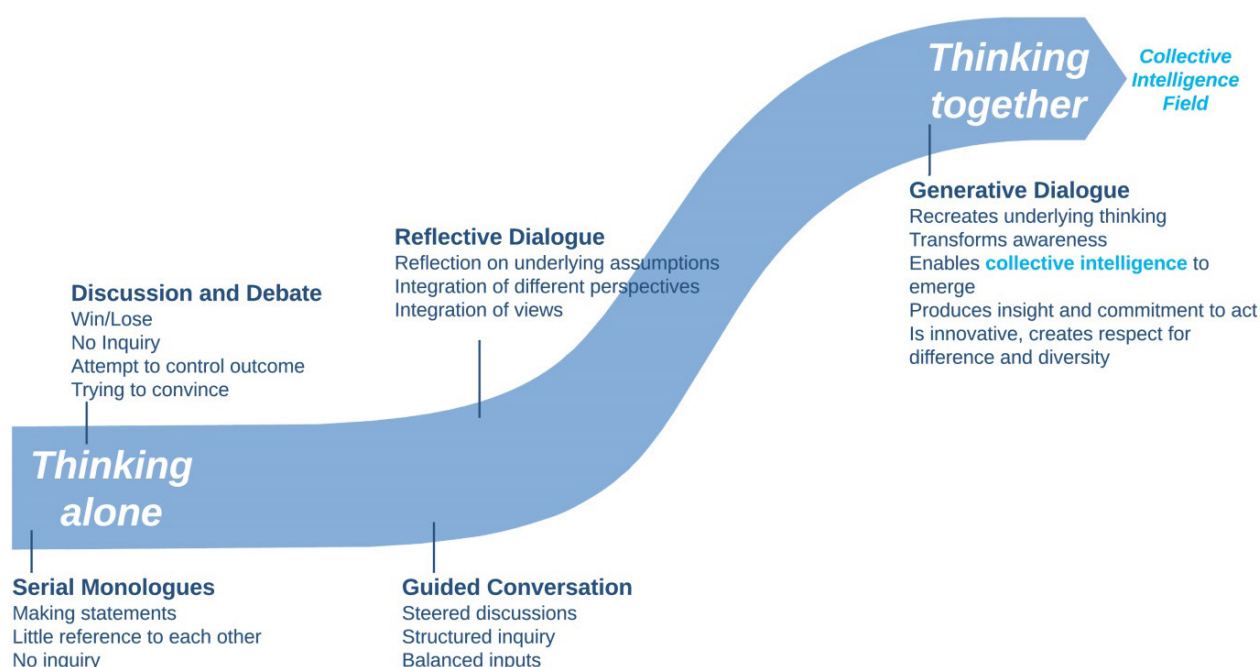 Thinking
together
Collective
Intelligence
Field
Generative Dialogue
Recreates underlying thinking
Transforms awareness
Enables collective intelligence to
emerge
Produces insight and commitment to act
Is innovative, creates respect for
difference and diversity
Reflective Dialogue
Reflection on underlying assumptions
Integration of different perspectives
Integration of views
Discussion and Debate
Win/Lose
No Inquiry
Attempt to control outcome
Trying to convince
Thinking
alone
Serial Monologues
Making statements
Little reference to each other
No inquiry
Guided Conversation
Steered discussions
Structured inquiry
Balanced inputs